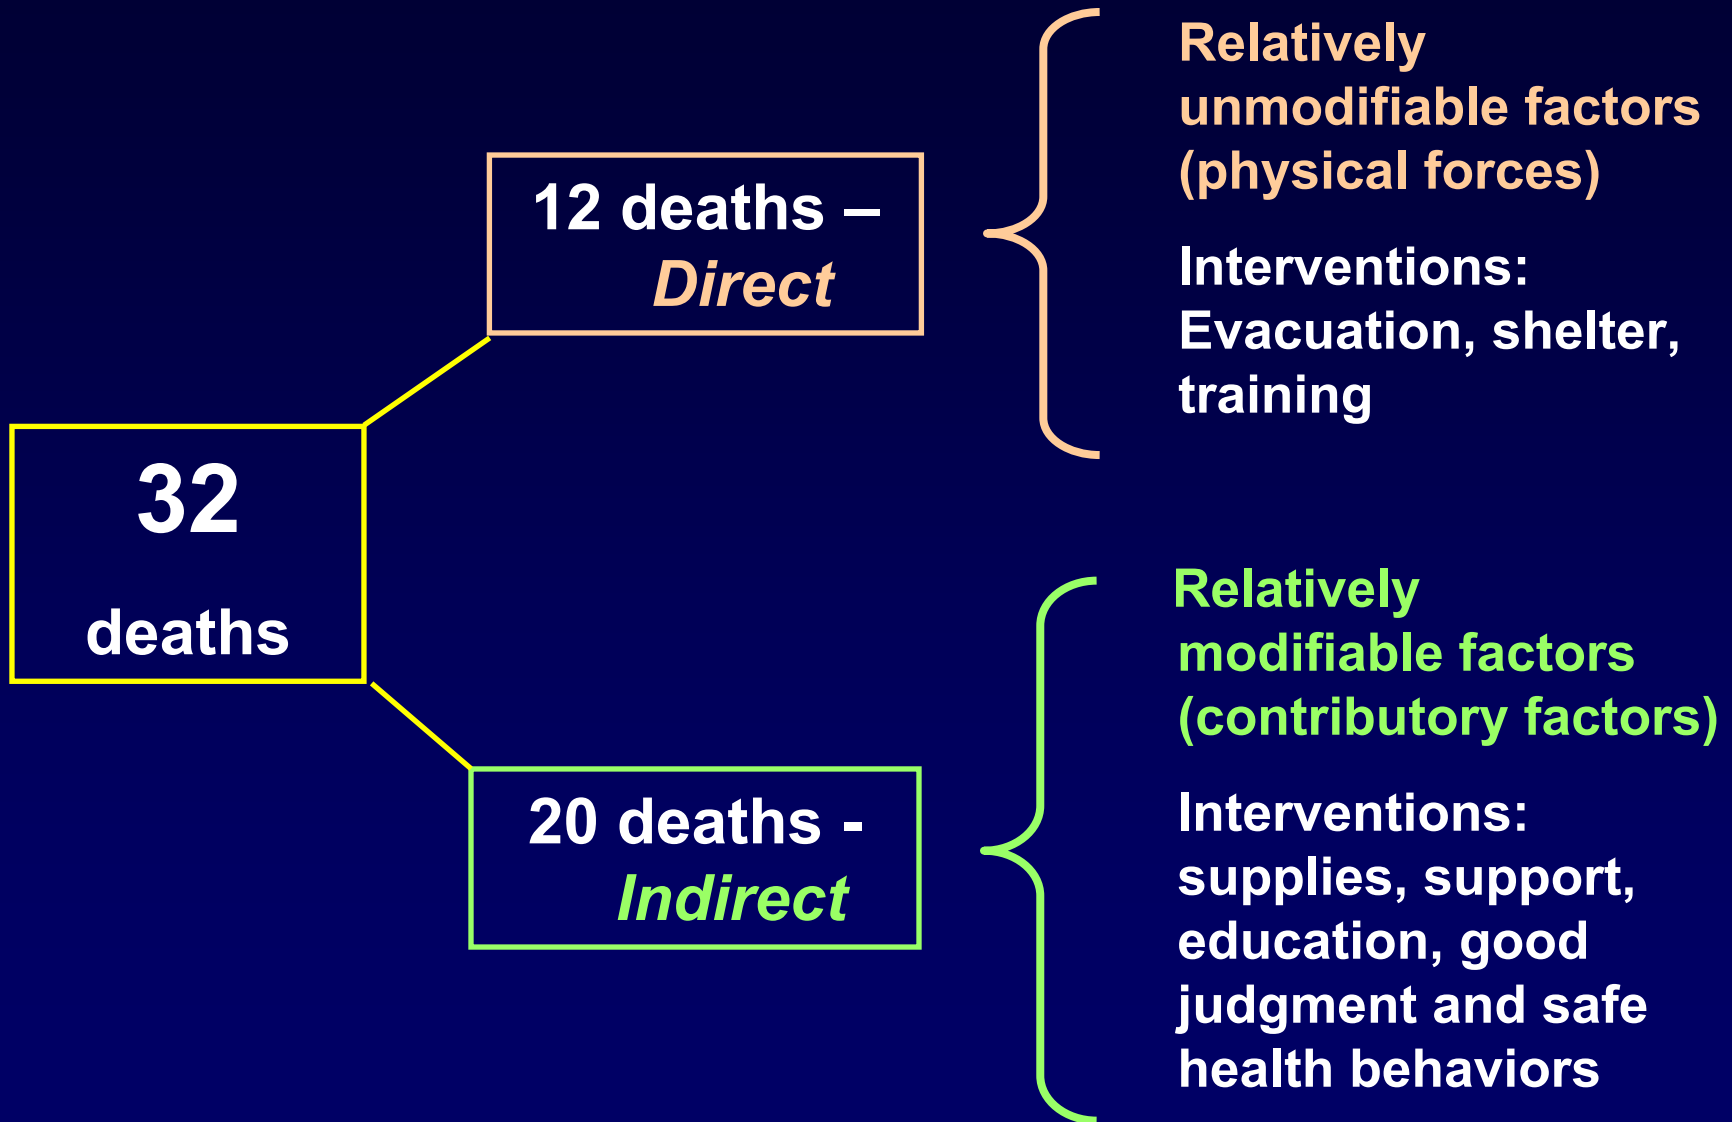 32
deaths
12 deaths –
Direct
Relatively
unmodifiable factors
(physical forces)
Interventions:
Evacuation, shelter,
training
20 deaths -
Indirect
Relatively
modifiable factors
(contributory factors)
Interventions:
supplies, support,
education, good
judgment and safe
health behaviors